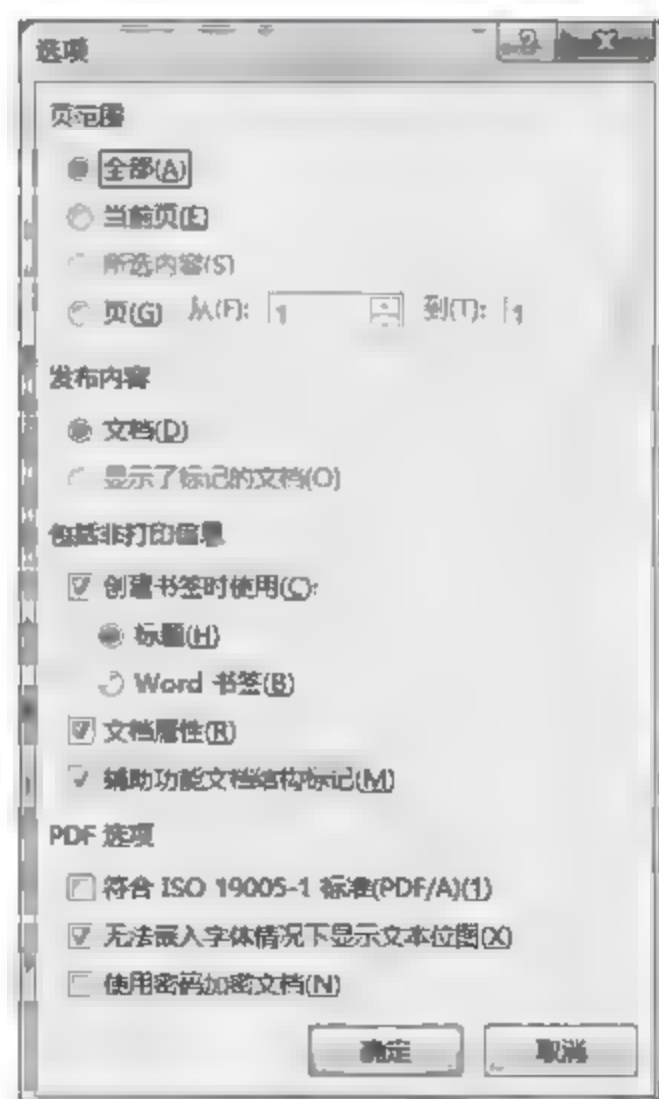 选项
页范围
全部(A)
当前页(E)
所选内容(S)
页(G) 从(F): 1 到(T): 1
发布内容
文档(D)
显示了标记的文档(O)
包括非打印信息
创建书签时使用(C):
标题(H)
Word 书签(B)
文档属性(R)
辅助功能文档结构标记(M)
PDF 选项
符合 ISO 19005-1 标准(PDF/A)(1)
无法嵌入字体情况下显示文本位图(X)
使用密码加密文档(N)
确定 取消